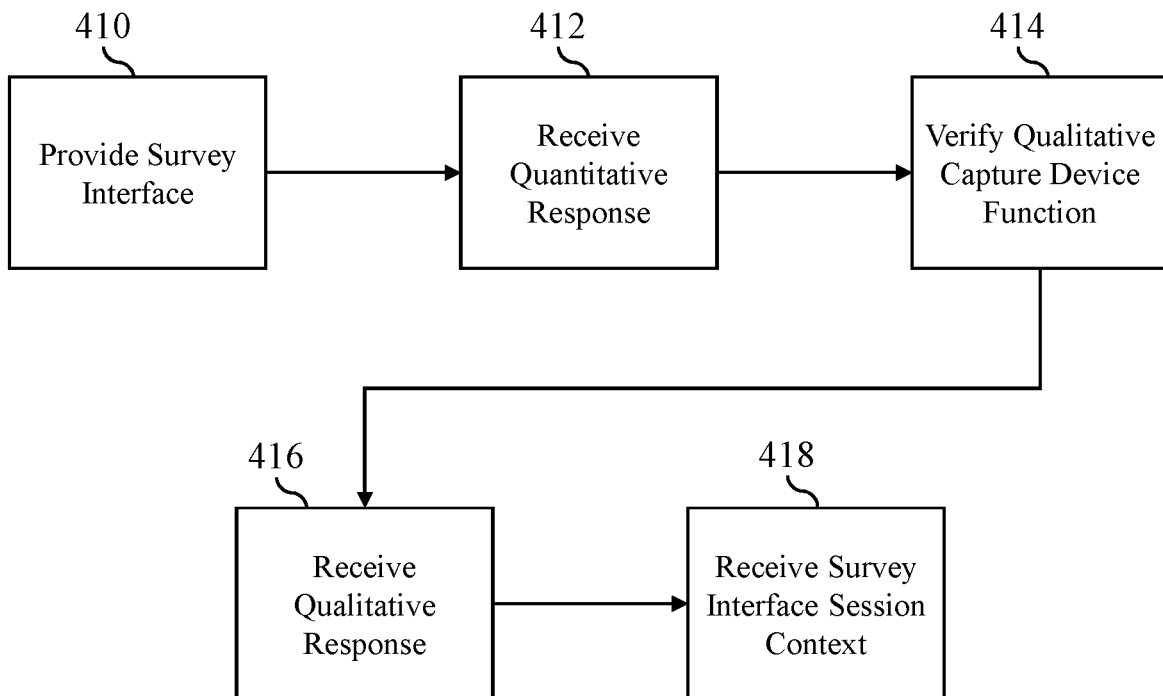 410
412
414
Provide Survey
Interface
Receive
Quantitative
Response
Verify Qualitative
Capture Device
Function
416
418
Receive
Qualitative
Response
Receive Survey
Interface Session
Context